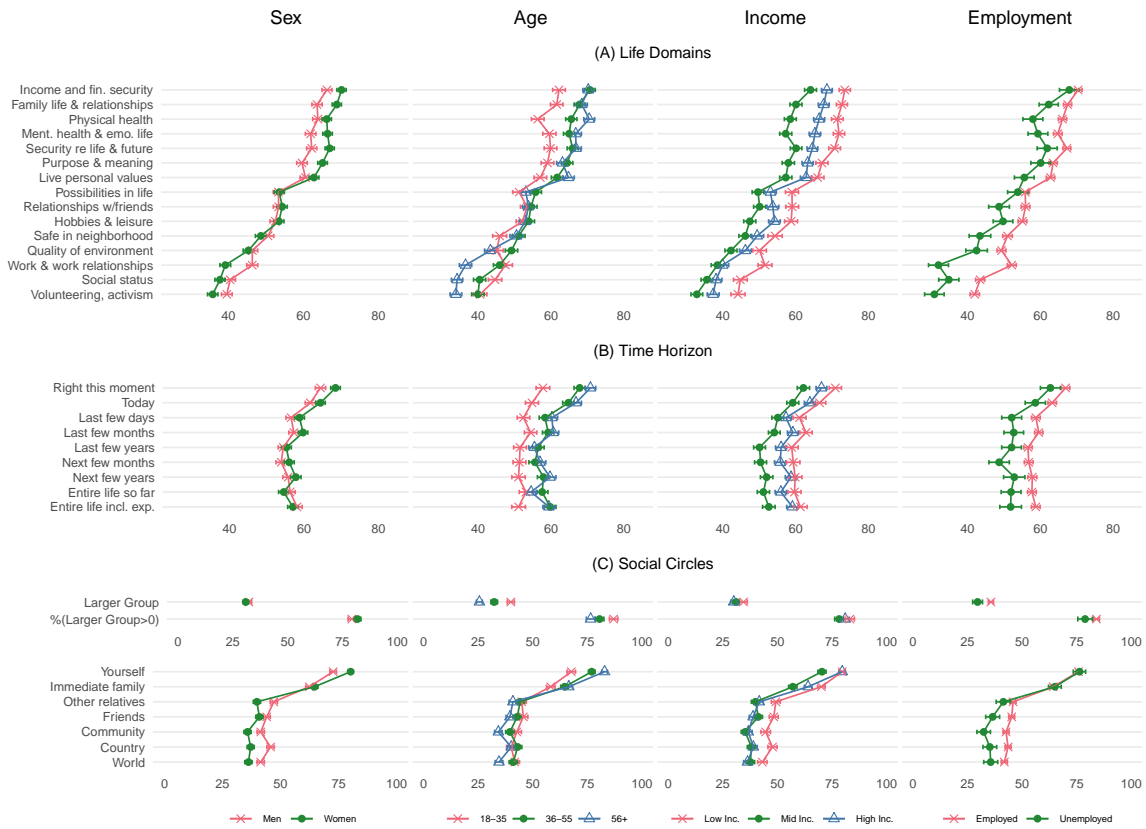 Sex Age Income Employment
(A) Life Domains
Income and fin. security
Family life & relationships
Physical health
Ment. health & emo. life
Security re life & future
Purpose & meaning
Live personal values
Possibilities in life
Relationships w/friends
Hobbies & leisure
Safe in neighborhood
Quality of environment
Work & work relationships
Social status
Volunteering, activism
40 60 80 40 60 80 40 60 80 40 60 80
(B) Time Horizon
Right this moment
Today
Last few days
Last few months
Last few years
Next few months
Next few years
Entire life so far
Entire life incl. exp.
40 60 80 40 60 80 40 60 80 40 60 80
(C) Social Circles
Larger Group
%(Larger Group>0)
0 25 50 75 100 0 25 50 75 100 0 25 50 75 100 0 25 50 75 100
Yourself
Immediate family
Other relatives
Friends
Community
Country
World
0 25 50 75 100 0 25 50 75 100 0 25 50 75 100 0 25 50 75 100
Men Women 18–35 36–55 56+ Low Inc. Mid Inc. High Inc. Employed Unemployed